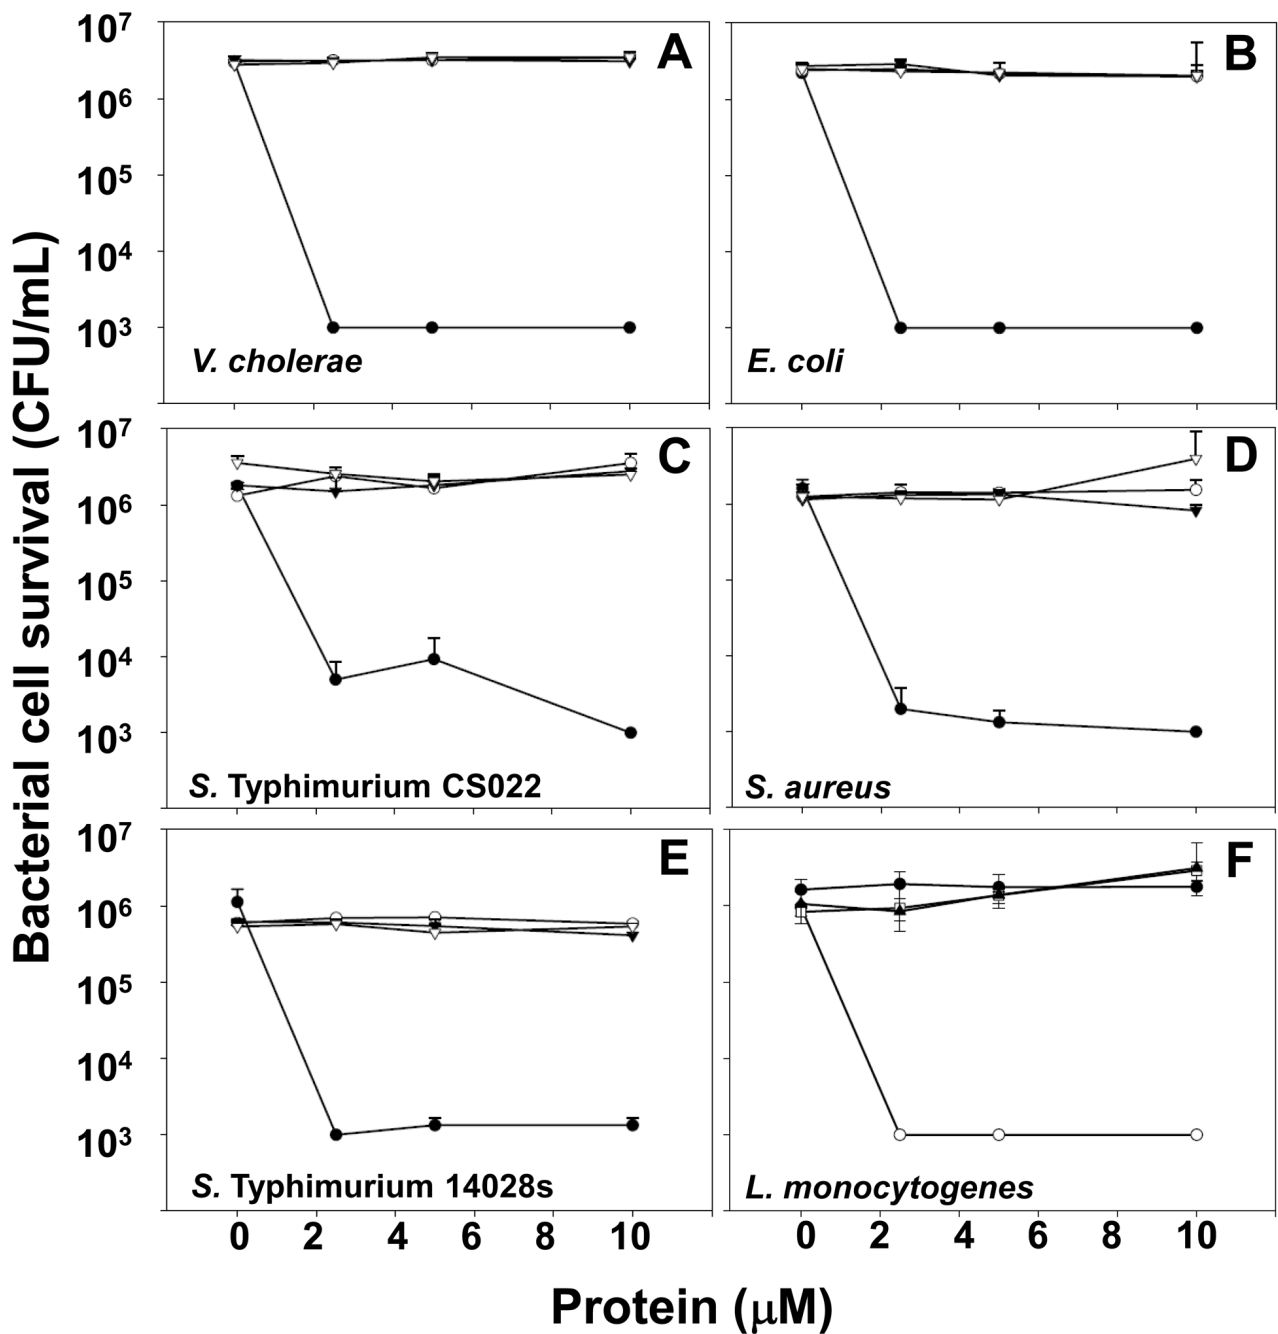 Bacterial cell survival (CFU/mL)
10⁷
10⁶
10⁵
10⁴
10³
A
V. cholerae
B
E. coli
10⁷
10⁶
10⁵
10⁴
10³
C
S. Typhimurium CS022
D
S. aureus
10⁷
10⁶
10⁵
10⁴
10³
E
S. Typhimurium 14028s
F
L. monocytogenes
0 2 4 6 8 10
0 2 4 6 8 10
Protein (μM)